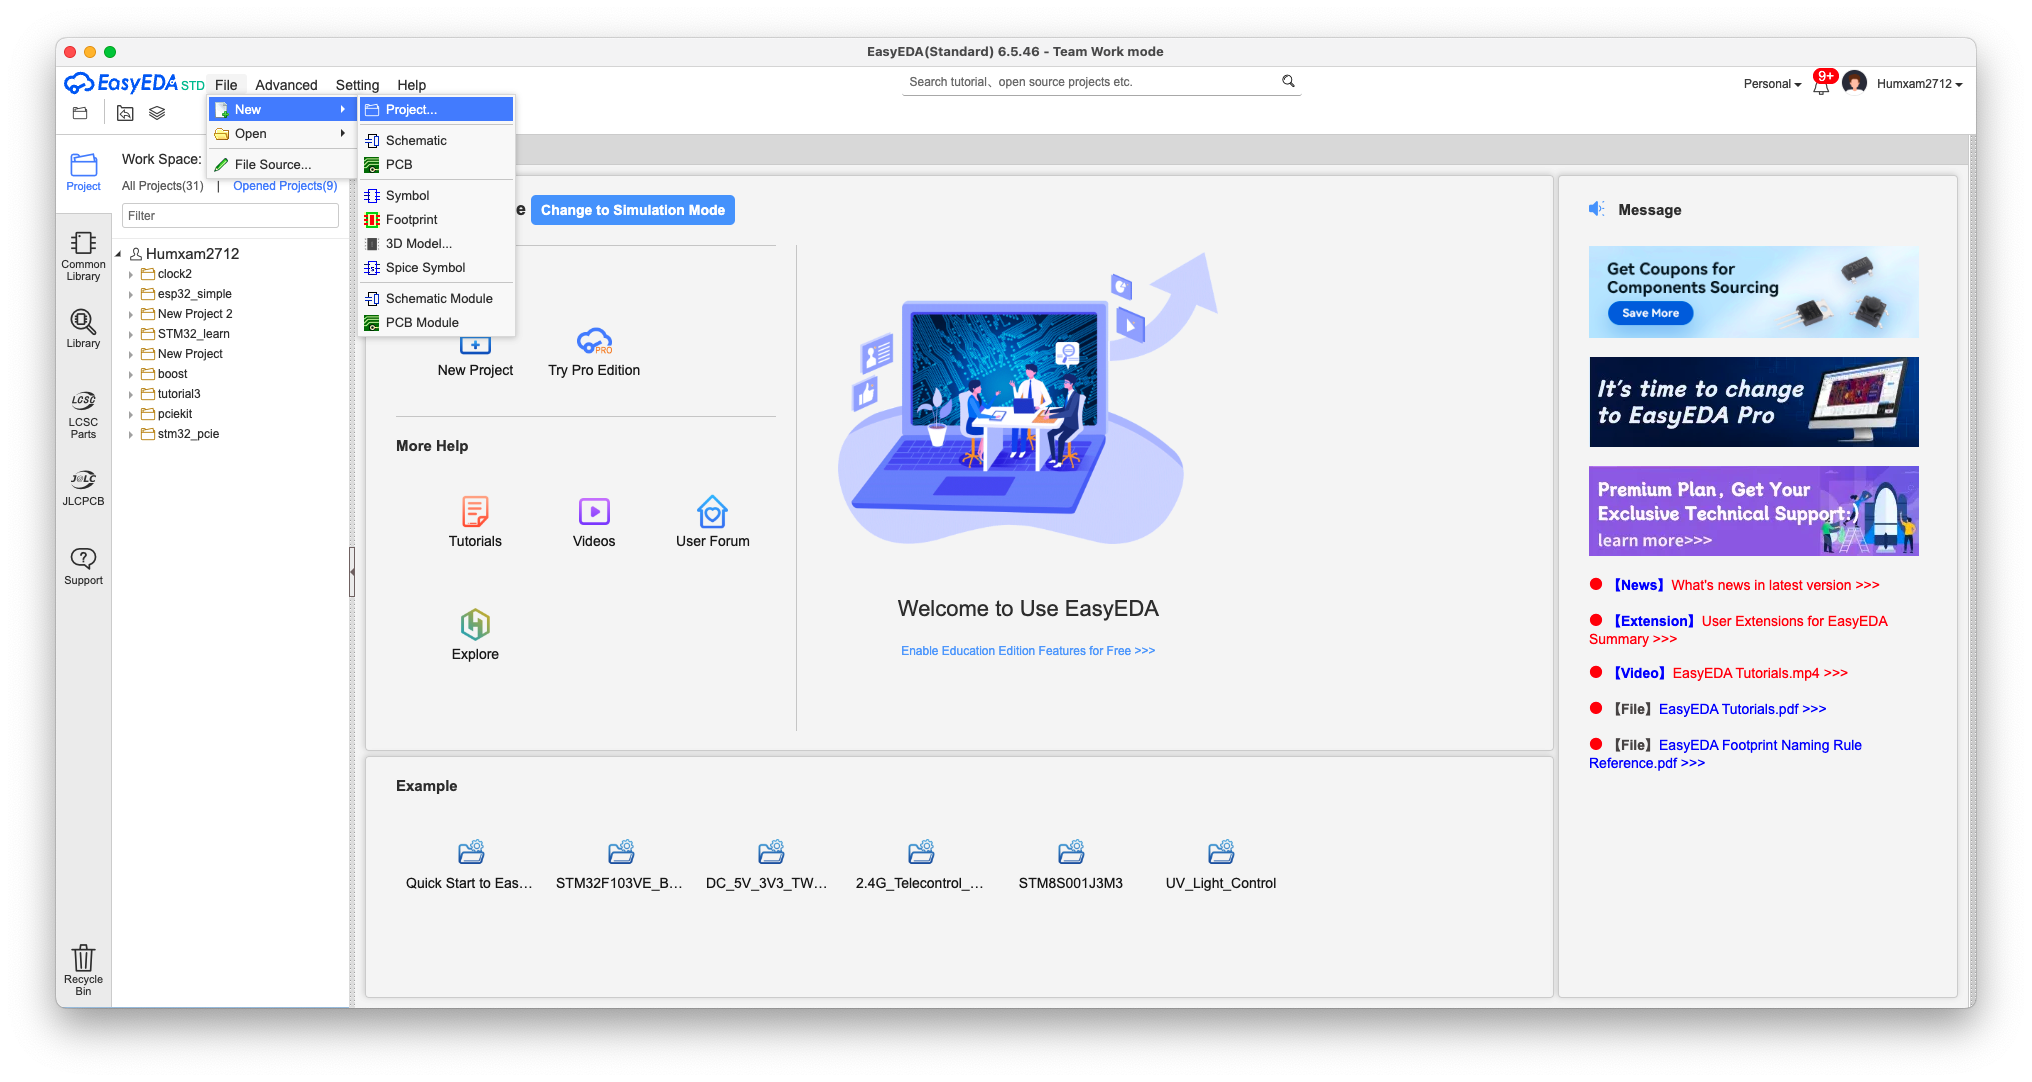 EasyEDA(Standard) 6.5.46 - Team Work mode
EasyEDA STD File Advanced Setting Help
Search tutorial、open source projects etc.
Personal
9+
Humxam2712
New
Open
File Source...
Project...
Schematic
PCB
Symbol
Footprint
3D Model...
Spice Symbol
Schematic Module
PCB Module
Project
Common
Library
Library
LCSC
LCSC
Parts
J@LC
JLCPCB
Support
Recycle
Bin
Work Space:
All Projects(31) | Opened Projects(9)
Filter
Humxam2712
clock2
esp32_simple
New Project 2
STM32_learn
New Project
boost
tutorial3
pciekit
stm32_pcie
e Change to Simulation Mode
New Project
PRO
Try Pro Edition
More Help
Tutorials
Videos
User Forum
Explore
Welcome to Use EasyEDA
Enable Education Edition Features for Free >>>
Example
Quick Start to Eas...
STM32F103VE_B...
DC_5V_3V3_TW...
2.4G_Telecontrol_...
STM8S001J3M3
UV_Light_Control
Message
Get Coupons for
Components Sourcing
Save More
It's time to change
to EasyEDA Pro
Premium Plan, Get Your
Exclusive Technical Support:)
learn more>>>
【News】What's news in latest version >>>
【Extension】User Extensions for EasyEDA
Summary >>>
【Video】EasyEDA Tutorials.mp4 >>>
【File】EasyEDA Tutorials.pdf >>>
【File】EasyEDA Footprint Naming Rule
Reference.pdf >>>